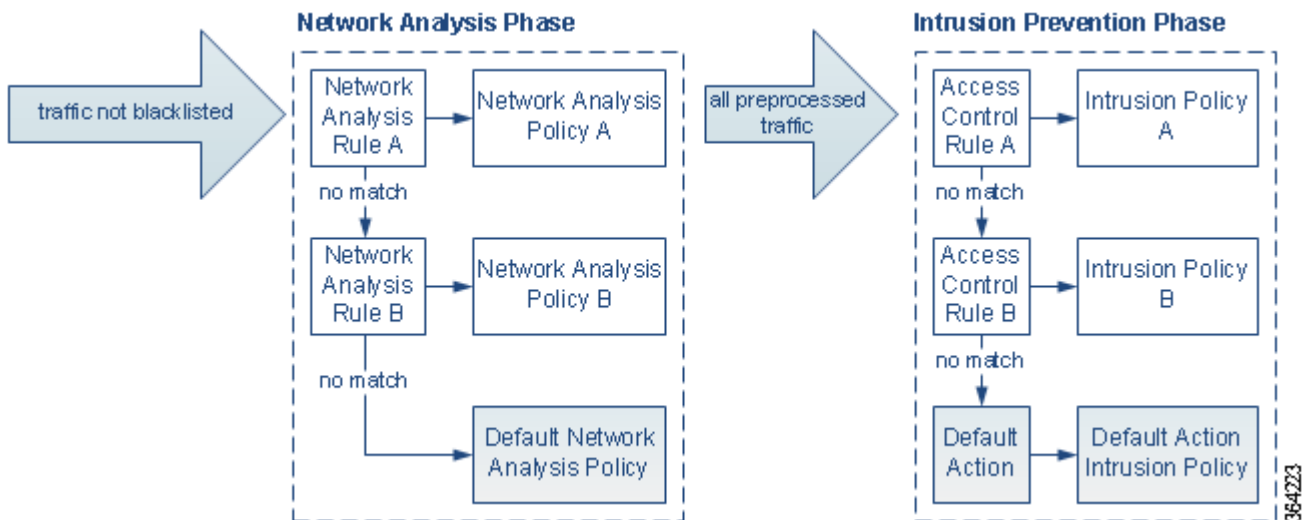 Network Analysis Phase
traffic not blacklisted
Network
Analysis
Rule A
Network Analysis
Policy A
no match
Network
Analysis
Rule B
Network Analysis
Policy B
no match
Default Network
Analysis Policy
all preprocessed
traffic
Intrusion Prevention Phase
Access
Control
Rule A
Intrusion Policy
A
no match
Access
Control
Rule B
Intrusion Policy
B
no match
Default
Action
Default Action
Intrusion Policy
364223